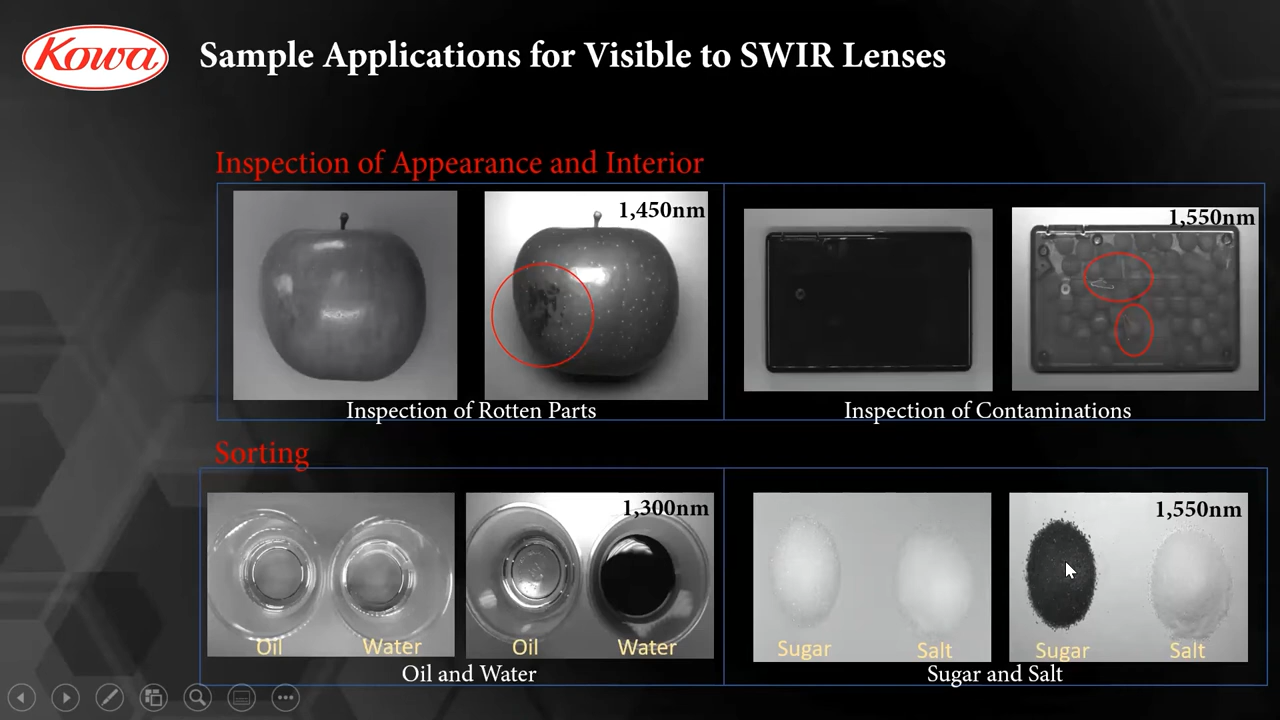 Kowa
Sample Applications for Visible to SWIR Lenses
Inspection of Appearance and Interior
1,450nm
1,550nm
Inspection of Rotten Parts
Inspection of Contaminations
Sorting
1,300nm
1,550nm
Oil
Water
Oil
Water
Sugar
Salt
Sugar
Salt
Oil and Water
Sugar and Salt